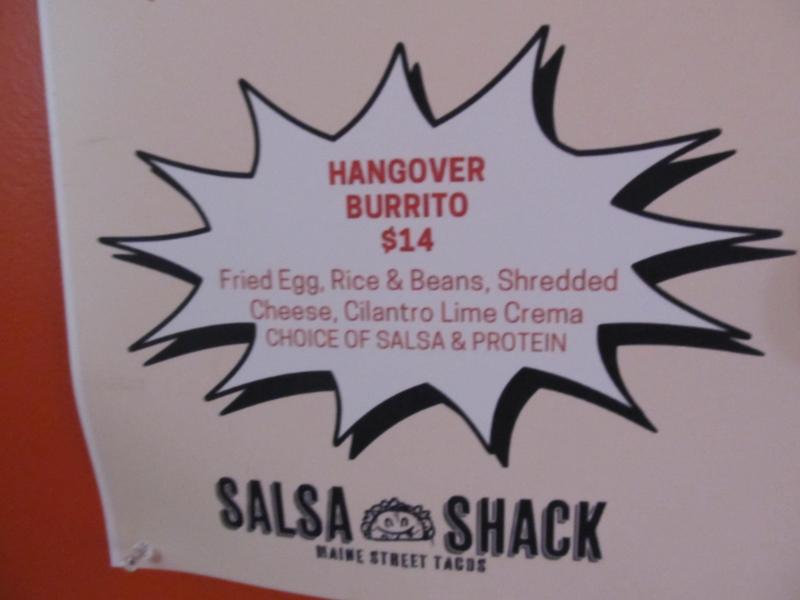 HANGOVER
BURRITO
$14
Fried Egg, Rice & Beans, Shredded
Cheese, Cilantro Lime Crema
CHOICE OF SALSA & PROTEIN
SALSA SHACK
MAINE STREET TACOS